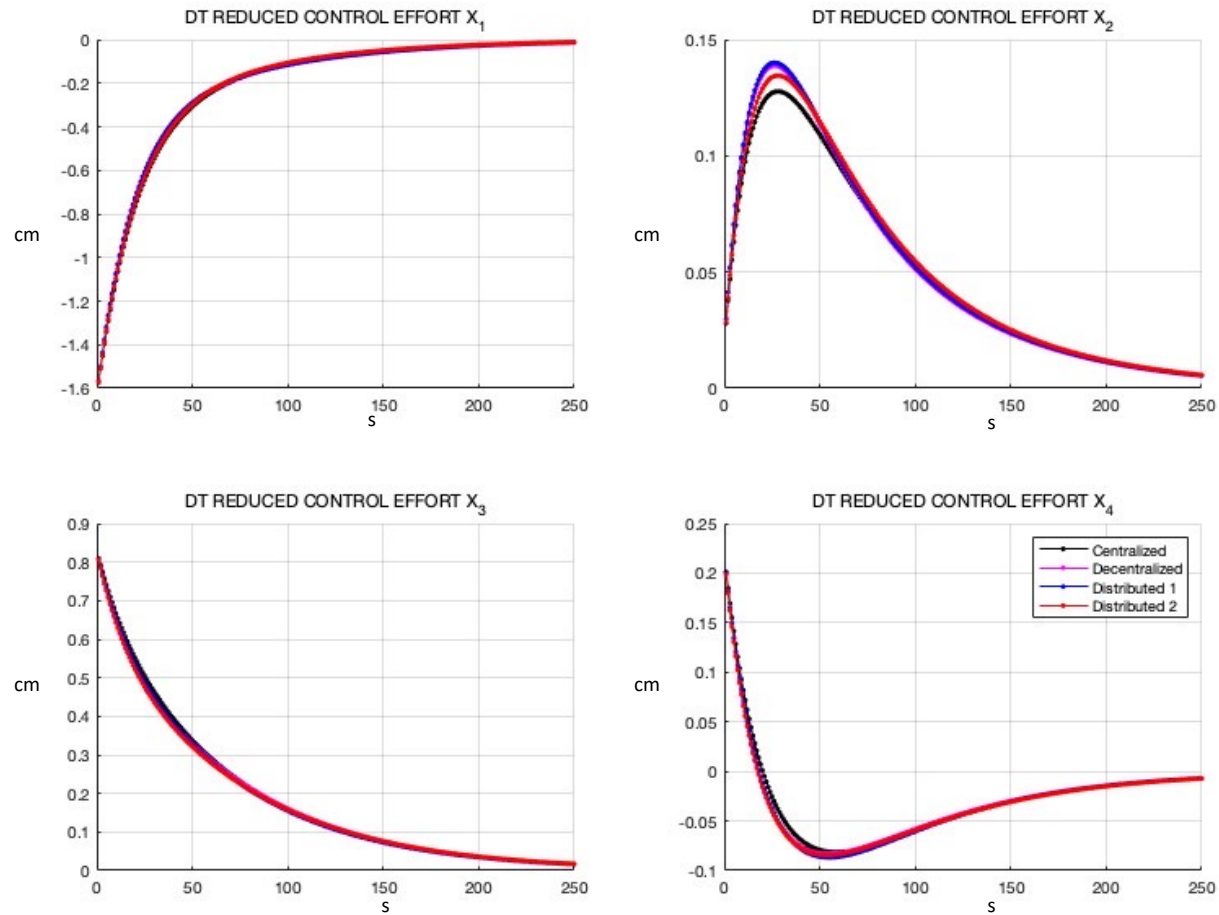 DT REDUCED CONTROL EFFORT X₁
0
-0.2
-0.4
-0.6
-0.8
-1
-1.2
-1.4
-1.6
cm
0 50 100 150 200 250
s
DT REDUCED CONTROL EFFORT X₂
0.15
0.1
0.05
0
cm
0 50 100 150 200 250
s
DT REDUCED CONTROL EFFORT X₃
0.9
0.8
0.7
0.6
0.5
0.4
0.3
0.2
0.1
0
cm
0 50 100 150 200 250
s
DT REDUCED CONTROL EFFORT X₄
0.25
0.2
0.15
0.1
0.05
0
-0.05
-0.1
cm
Centralized
Decentralized
Distributed 1
Distributed 2
0 50 100 150 200 250
s